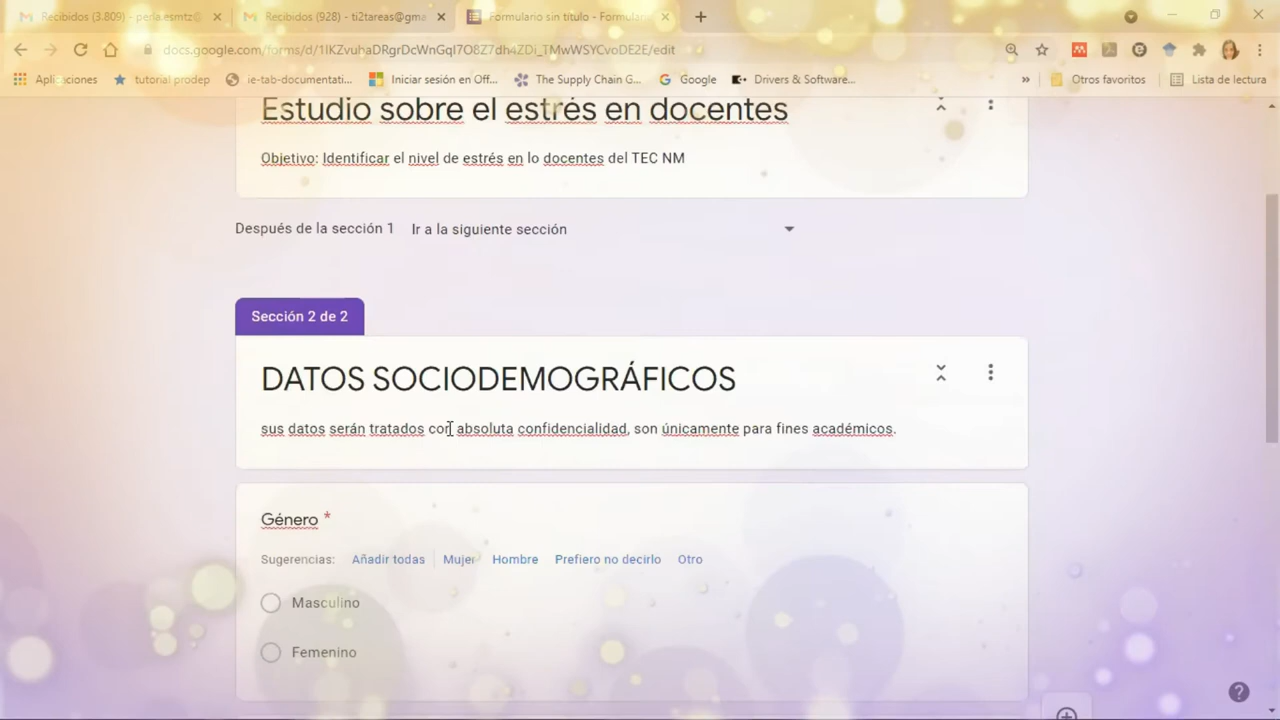 Recibidos (3.809) - perla.esmtz@
Recibidos (928) - ti2tareas@gma
Formulario sin título - Formulario
docs.google.com/forms/d/1IKZvuhaDRgrDcWnGqI7O8Z7dh4ZDi_TMwWSYCvoDE2E/edit
Aplicaciones
tutorial prodep
ie-tab-documentati...
Iniciar sesión en Off...
The Supply Chain G...
Google
Drivers & Software...
»
Otros favoritos
Lista de lectura
Estudio sobre el estrés en docentes
Objetivo: Identificar el nivel de estrés en lo docentes del TEC NM
Después de la sección 1 Ir a la siguiente sección
Sección 2 de 2
DATOS SOCIODEMOGRÁFICOS
sus datos serán tratados con absoluta confidencialidad, son únicamente para fines académicos.
Género *
Sugerencias: Añadir todas Mujer Hombre Prefiero no decirlo Otro
Masculino
Femenino